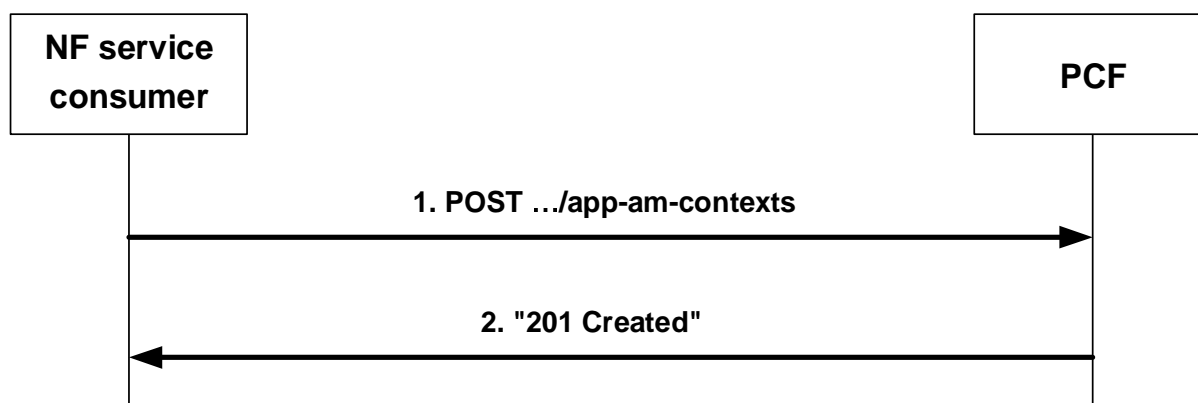 NF service
consumer
PCF
1. POST …/app-am-contexts
2. "201 Created"